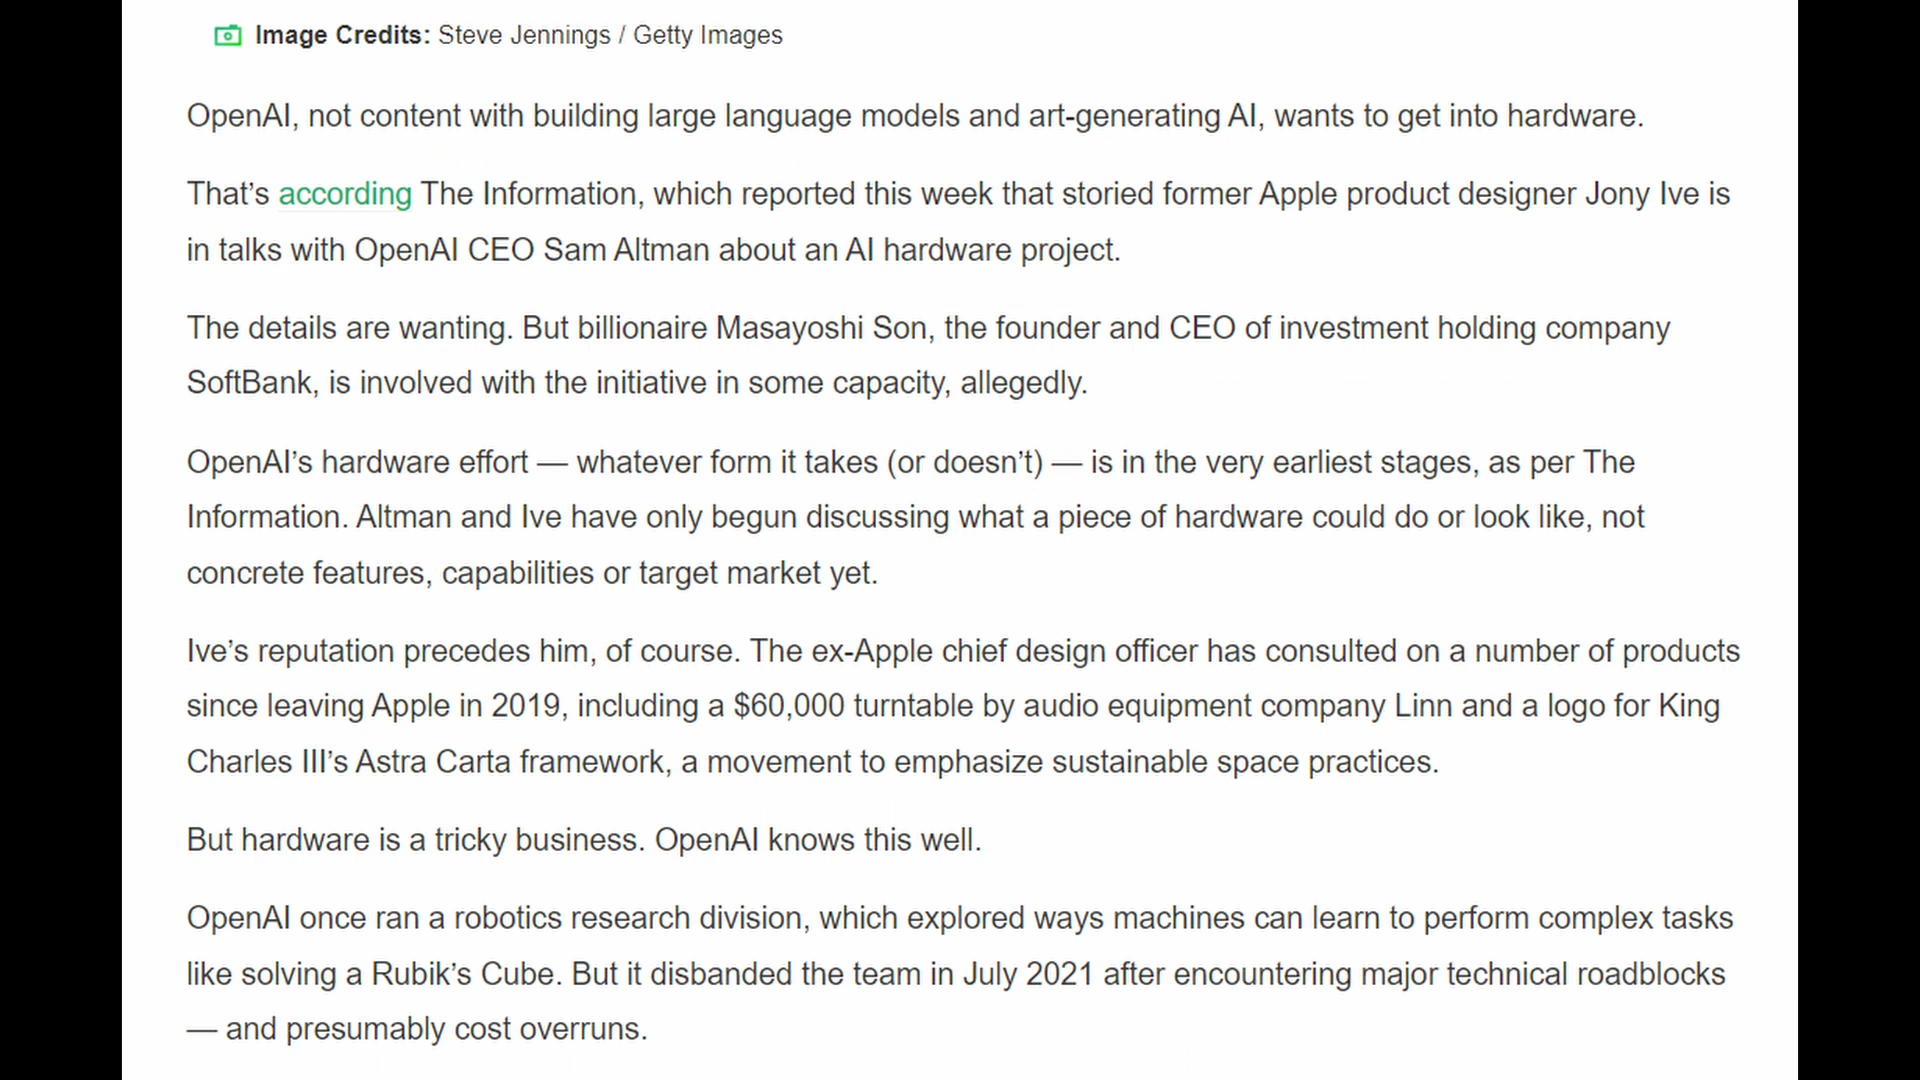 Image Credits: Steve Jennings / Getty Images
OpenAI, not content with building large language models and art-generating AI, wants to get into hardware.
That’s according The Information, which reported this week that storied former Apple product designer Jony Ive is
in talks with OpenAI CEO Sam Altman about an AI hardware project.
The details are wanting. But billionaire Masayoshi Son, the founder and CEO of investment holding company
SoftBank, is involved with the initiative in some capacity, allegedly.
OpenAI’s hardware effort — whatever form it takes (or doesn’t) — is in the very earliest stages, as per The
Information. Altman and Ive have only begun discussing what a piece of hardware could do or look like, not
concrete features, capabilities or target market yet.
Ive’s reputation precedes him, of course. The ex-Apple chief design officer has consulted on a number of products
since leaving Apple in 2019, including a $60,000 turntable by audio equipment company Linn and a logo for King
Charles III’s Astra Carta framework, a movement to emphasize sustainable space practices.
But hardware is a tricky business. OpenAI knows this well.
OpenAI once ran a robotics research division, which explored ways machines can learn to perform complex tasks
like solving a Rubik’s Cube. But it disbanded the team in July 2021 after encountering major technical roadblocks
— and presumably cost overruns.